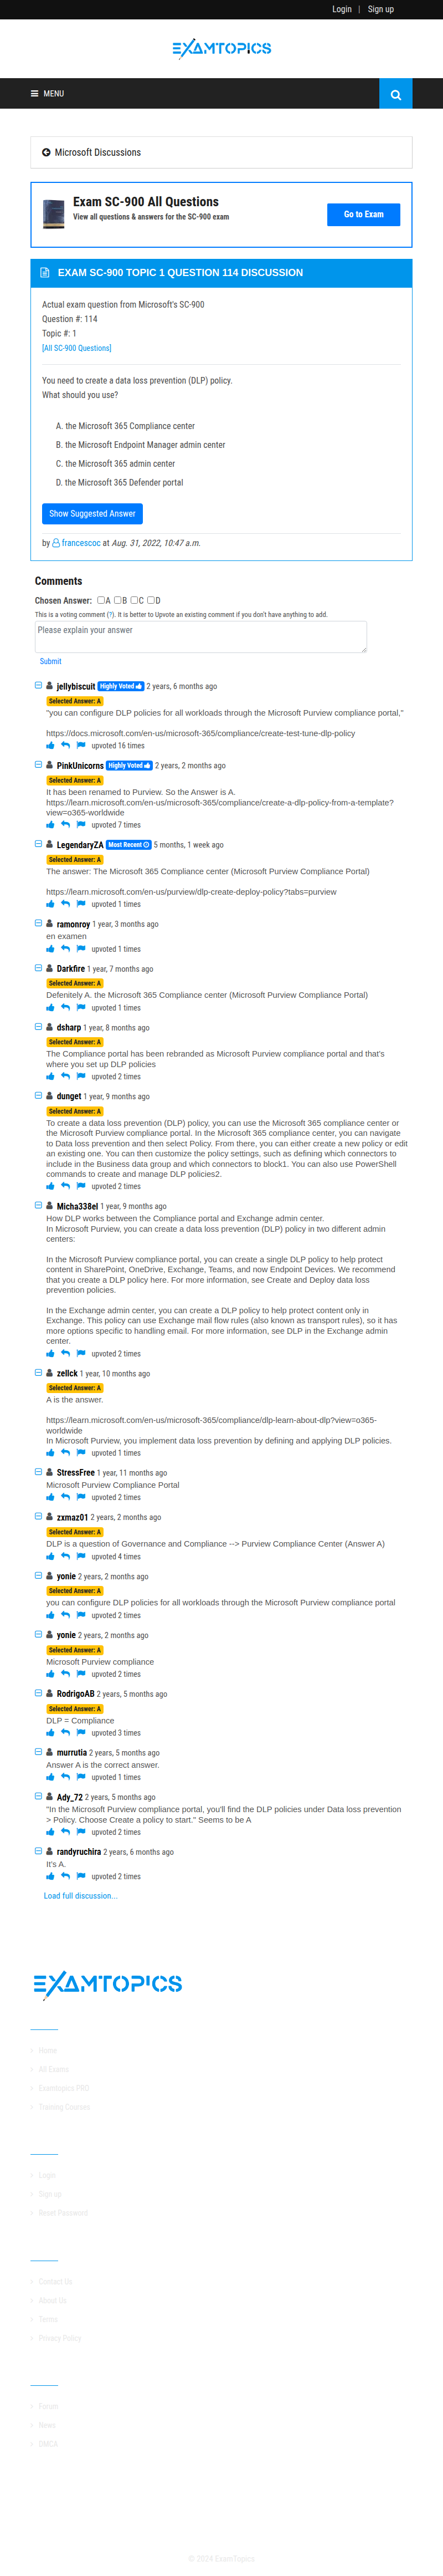 Login | Sign up
EXAMTOPICS
MENU
Microsoft Discussions
Exam SC-900 All Questions
View all questions & answers for the SC-900 exam
Go to Exam
EXAM SC-900 TOPIC 1 QUESTION 114 DISCUSSION
Actual exam question from Microsoft's SC-900
Question #: 114
Topic #: 1
[All SC-900 Questions]
You need to create a data loss prevention (DLP) policy.
What should you use?
A. the Microsoft 365 Compliance center
B. the Microsoft Endpoint Manager admin center
C. the Microsoft 365 admin center
D. the Microsoft 365 Defender portal
Show Suggested Answer
by francescoc at Aug. 31, 2022, 10:47 a.m.
Comments
Chosen Answer: A B C D
This is a voting comment (?). It is better to Upvote an existing comment if you don't have anything to add.
Please explain your answer
Submit
jellybiscuit Highly Voted 2 years, 6 months ago
Selected Answer: A
"you can configure DLP policies for all workloads through the Microsoft Purview compliance portal,"
https://docs.microsoft.com/en-us/microsoft-365/compliance/create-test-tune-dlp-policy
upvoted 16 times
PinkUnicorns Highly Voted 2 years, 2 months ago
Selected Answer: A
It has been renamed to Purview. So the Answer is A.
https://learn.microsoft.com/en-us/microsoft-365/compliance/create-a-dlp-policy-from-a-template?
view=o365-worldwide
upvoted 7 times
LegendaryZA Most Recent 5 months, 1 week ago
Selected Answer: A
The answer: The Microsoft 365 Compliance center (Microsoft Purview Compliance Portal)
https://learn.microsoft.com/en-us/purview/dlp-create-deploy-policy?tabs=purview
upvoted 1 times
ramonroy 1 year, 3 months ago
en examen
upvoted 1 times
Darkfire 1 year, 7 months ago
Selected Answer: A
Defenitely A. the Microsoft 365 Compliance center (Microsoft Purview Compliance Portal)
upvoted 1 times
dsharp 1 year, 8 months ago
Selected Answer: A
The Compliance portal has been rebranded as Microsoft Purview compliance portal and that's
where you set up DLP policies
upvoted 2 times
dunget 1 year, 9 months ago
Selected Answer: A
To create a data loss prevention (DLP) policy, you can use the Microsoft 365 compliance center or
the Microsoft Purview compliance portal. In the Microsoft 365 compliance center, you can navigate
to Data loss prevention and then select Policy. From there, you can either create a new policy or edit
an existing one. You can then customize the policy settings, such as defining which connectors to
include in the Business data group and which connectors to block1. You can also use PowerShell
commands to create and manage DLP policies2.
upvoted 2 times
Micha338el 1 year, 9 months ago
How DLP works between the Compliance portal and Exchange admin center.
In Microsoft Purview, you can create a data loss prevention (DLP) policy in two different admin
centers:
In the Microsoft Purview compliance portal, you can create a single DLP policy to help protect
content in SharePoint, OneDrive, Exchange, Teams, and now Endpoint Devices. We recommend
that you create a DLP policy here. For more information, see Create and Deploy data loss
prevention policies.
In the Exchange admin center, you can create a DLP policy to help protect content only in
Exchange. This policy can use Exchange mail flow rules (also known as transport rules), so it has
more options specific to handling email. For more information, see DLP in the Exchange admin
center.
upvoted 2 times
zellck 1 year, 10 months ago
Selected Answer: A
A is the answer.
https://learn.microsoft.com/en-us/microsoft-365/compliance/dlp-learn-about-dlp?view=o365-
worldwide
In Microsoft Purview, you implement data loss prevention by defining and applying DLP policies.
upvoted 1 times
StressFree 1 year, 11 months ago
Microsoft Purview Compliance Portal
upvoted 2 times
zxmaz01 2 years, 2 months ago
Selected Answer: A
DLP is a question of Governance and Compliance --> Purview Compliance Center (Answer A)
upvoted 4 times
yonie 2 years, 2 months ago
Selected Answer: A
you can configure DLP policies for all workloads through the Microsoft Purview compliance portal
upvoted 2 times
yonie 2 years, 2 months ago
Selected Answer: A
Microsoft Purview compliance
upvoted 2 times
RodrigoAB 2 years, 5 months ago
Selected Answer: A
DLP = Compliance
upvoted 3 times
murrutia 2 years, 5 months ago
Answer A is the correct answer.
upvoted 1 times
Ady_72 2 years, 5 months ago
"In the Microsoft Purview compliance portal, you'll find the DLP policies under Data loss prevention
> Policy. Choose Create a policy to start." Seems to be A
upvoted 2 times
randyruchira 2 years, 6 months ago
It's A.
upvoted 2 times
Load full discussion...
EXAMTOPICS
Home
All Exams
Examtopics PRO
Training Courses
Login
Sign up
Reset Password
Contact Us
About Us
Terms
Privacy Policy
Forum
News
DMCA
© 2024 ExamTopics